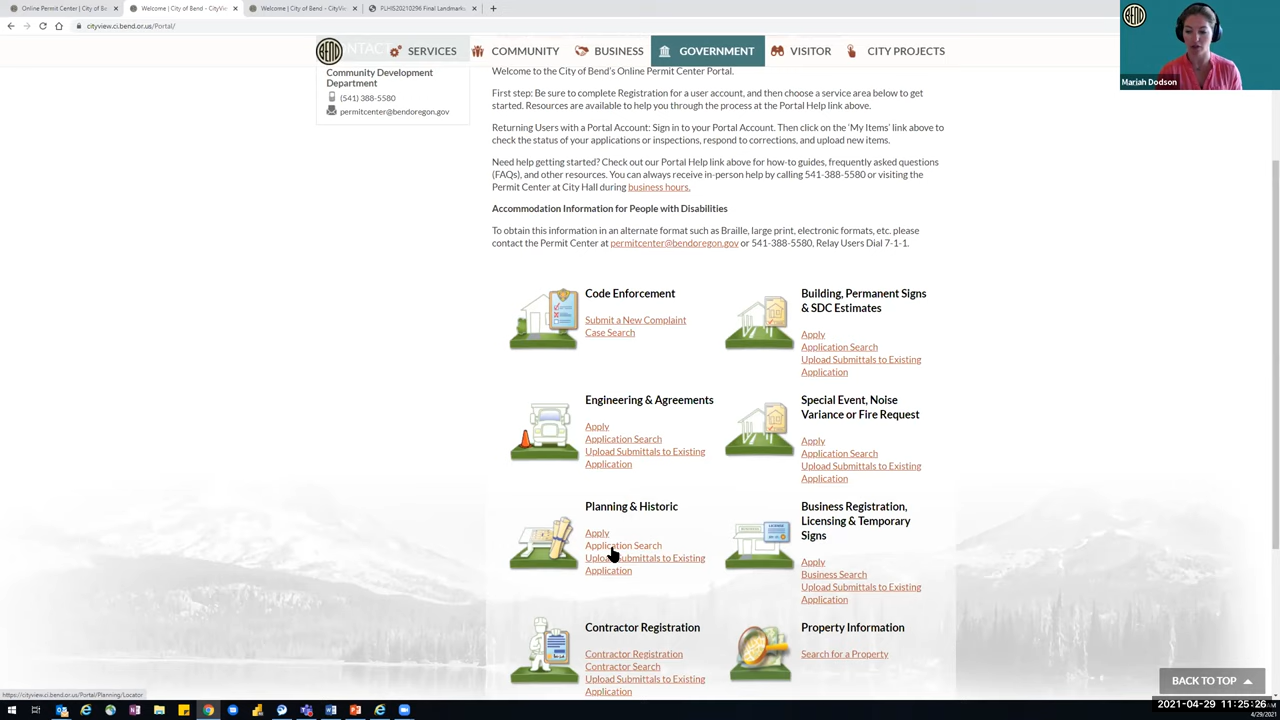 Online Permit Center | City of Be
Welcome | City of Bend - CityView
Welcome | City of Bend - CityView
PLHIS20210296 Final Landmark
cityview.ci.bend.or.us/Portal/
BEND
SERVICES
COMMUNITY
BUSINESS
GOVERNMENT
VISITOR
CITY PROJECTS
Mariah Dodson
Community Development
Department
(541) 388-5580
permitcenter@bendoregon.gov
Welcome to the City of Bend's Online Permit Center Portal.
First step: Be sure to complete Registration for a user account, and then choose a service area below to get
started. Resources are available to help you through the process at the Portal Help link above.
Returning Users with a Portal Account: Sign in to your Portal Account. Then click on the 'My Items' link above to
check the status of your applications or inspections, respond to corrections, and upload new items.
Need help getting started? Check out our Portal Help link above for how-to guides, frequently asked questions
(FAQs), and other resources. You can always receive in-person help by calling 541-388-5580 or visiting the
Permit Center at City Hall during business hours.
Accommodation Information for People with Disabilities
To obtain this information in an alternate format such as Braille, large print, electronic formats, etc. please
contact the Permit Center at permitcenter@bendoregon.gov or 541-388-5580, Relay Users Dial 7-1-1.
Code Enforcement
Submit a New Complaint
Case Search
Building, Permanent Signs
& SDC Estimates
Apply
Application Search
Upload Submittals to Existing
Application
Engineering & Agreements
Apply
Application Search
Upload Submittals to Existing
Application
Special Event, Noise
Variance or Fire Request
Apply
Application Search
Upload Submittals to Existing
Application
Planning & Historic
Apply
Application Search
Upload Submittals to Existing
Application
Business Registration,
Licensing & Temporary
Signs
Apply
Business Search
Upload Submittals to Existing
Application
Contractor Registration
Contractor Registration
Contractor Search
Upload Submittals to Existing
Application
Property Information
Search for a Property
BACK TO TOP
https://cityview.ci.bend.or.us/Portal/Planning/Locator
2021-04-29 11:25:26
4/29/2021